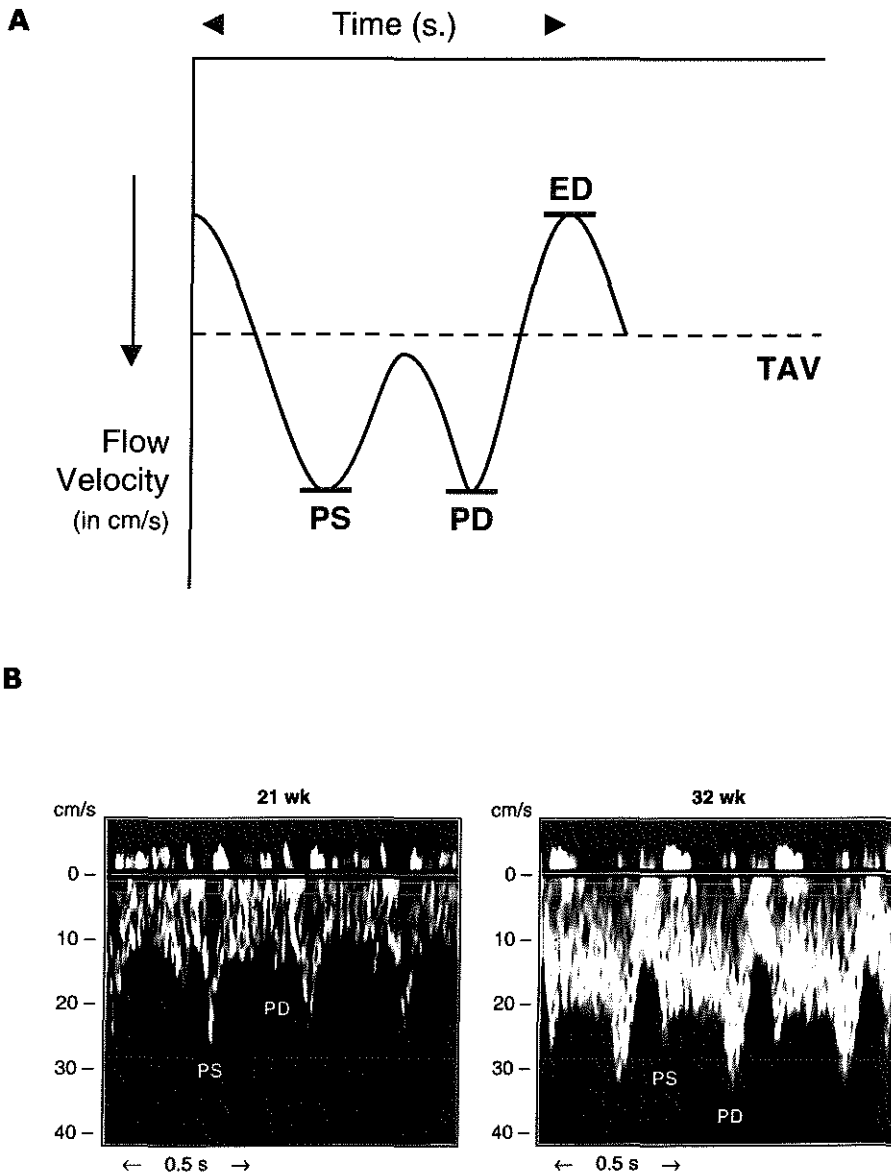 A
Time (s.)
ED
TAV
Flow
Velocity
(in cm/s)
PS
PD
B
cm/s
21 wk
0 –
10 –
20 –
30 –
40 –
PD
PS
← 0.5 s →
cm/s
32 wk
0 –
10 –
20 –
30 –
40 –
PS
PD
← 0.5 s →